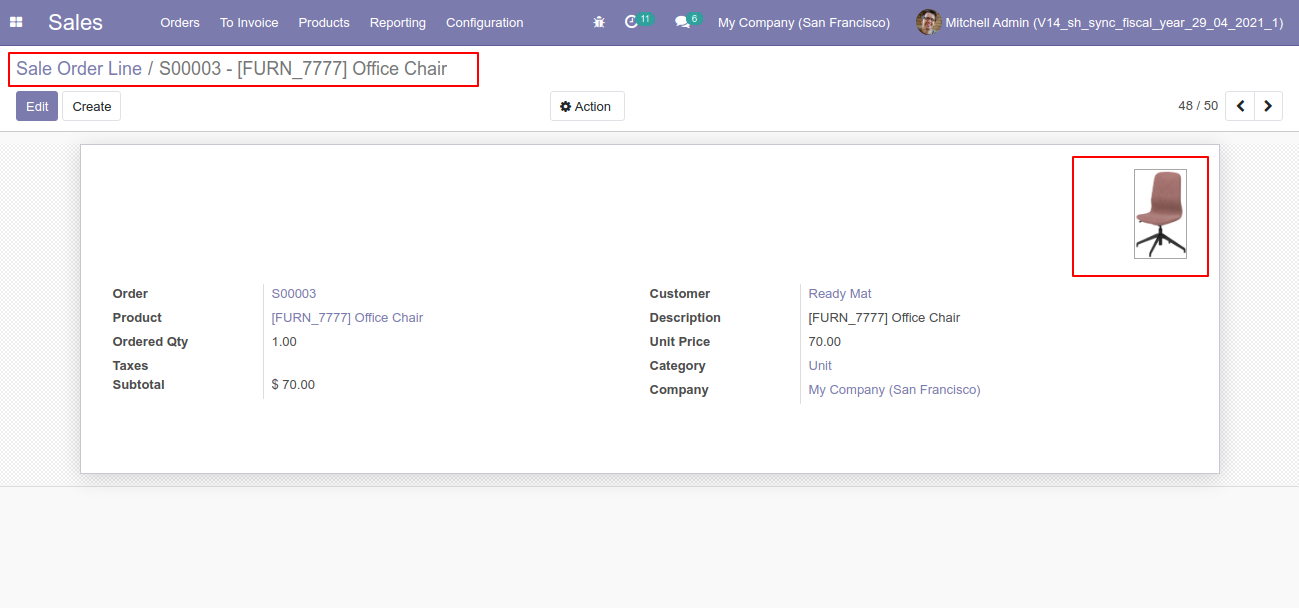 Sales Orders To Invoice Products Reporting Configuration 11 6 My Company (San Francisco) Mitchell Admin (V14_sh_sync_fiscal_year_29_04_2021_1)
Sale Order Line / S00003 - [FURN_7777] Office Chair
Edit Create Action 48 / 50
Order S00003 Customer Ready Mat
Product [FURN_7777] Office Chair Description [FURN_7777] Office Chair
Ordered Qty 1.00 Unit Price 70.00
Taxes Category Unit
Subtotal $ 70.00 Company My Company (San Francisco)